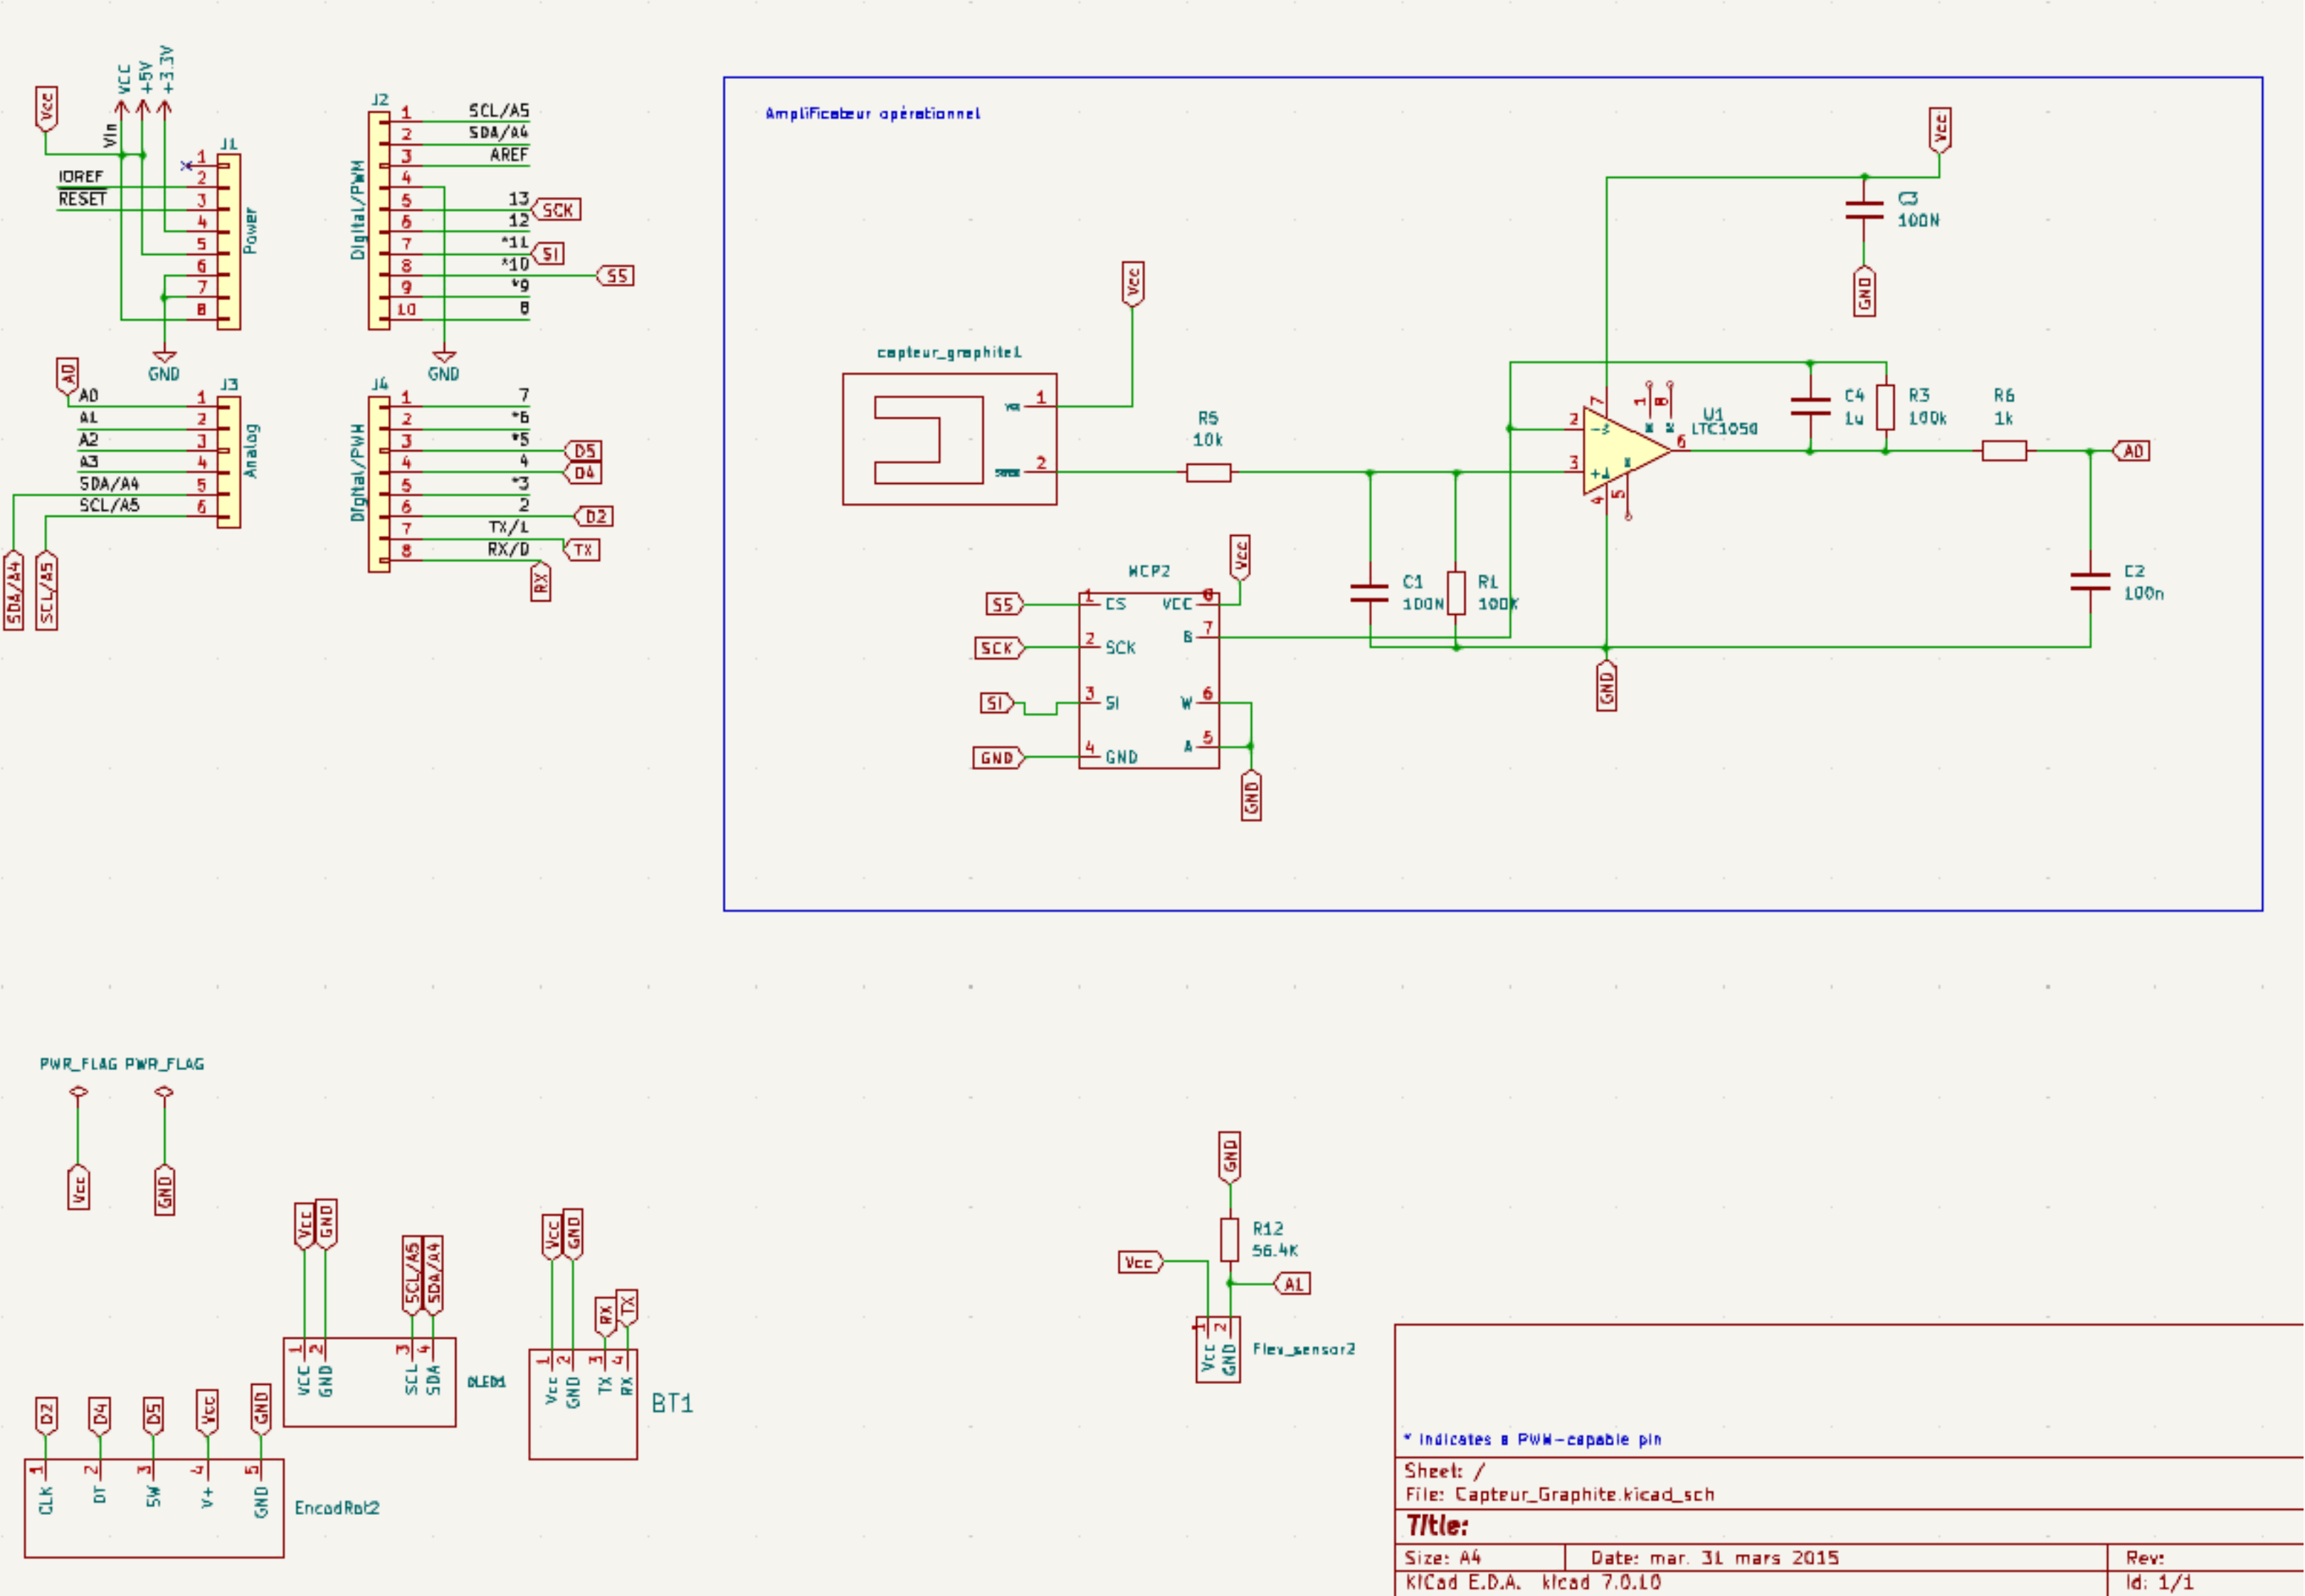 Vcc
VCC
+5V
+3.3V
Vin
J1
1
IOREF
2
RESET
3
4
5
6
7
8
Power
GND
J2
1 SCL/A5
2 SDA/A4
3 AREF
4
5 13 SCK
6 12
7 *11 SI
8 *10 SS
9 *9
10 8
Digital/PWM
GND
A0
J3
A0 1
A1 2
A2 3
A3 4
SDA/A4 5
SCL/A5 6
Analog
SDA/A4
SCL/A5
J4
1 7
2 *6
3 *5 D5
4 4 D4
5 *3
6 2 D2
7 TX/1 TX
8 RX/0 RX
Digital/PWM
Amplificateur opérationnel
Vcc
C3
100N
GND
Vcc
capteur_graphite1
1
2
R5
10k
7
1
8
2
3
4
5
6
U1
LTC1050
C4
1u
R3
100k
R6
1k
A0
C1
100N
R1
100K
C2
100n
GND
MCP2
Vcc
SS 1 CS VCC 8
B 7
SCK 2 SCK
SI 3 SI W 6
A 5
GND 4 GND
GND
PWR_FLAG PWR_FLAG
Vcc
GND
Vcc
GND
SCL/A5
SDA/A4
1 2 3 4
VCC
GND
SCL
SDA
OLED1
Vcc
GND
RX
TX
1 2 3 4
Vcc
GND
TX
RX
BT1
D2
D4
D5
Vcc
GND
1 2 3 4 5
CLK
DT
SW
V+
GND
EncodRot2
GND
R12
56.4K
Vcc
A1
1 2
Vcc
GND
Flex_sensor2
* Indicates a PWM-capable pin
Sheet: /
File: Capteur_Graphite.kicad_sch
Title:
Size: A4 Date: mar. 31 mars 2015 Rev:
KiCad E.D.A. kicad 7.0.10 Id: 1/1